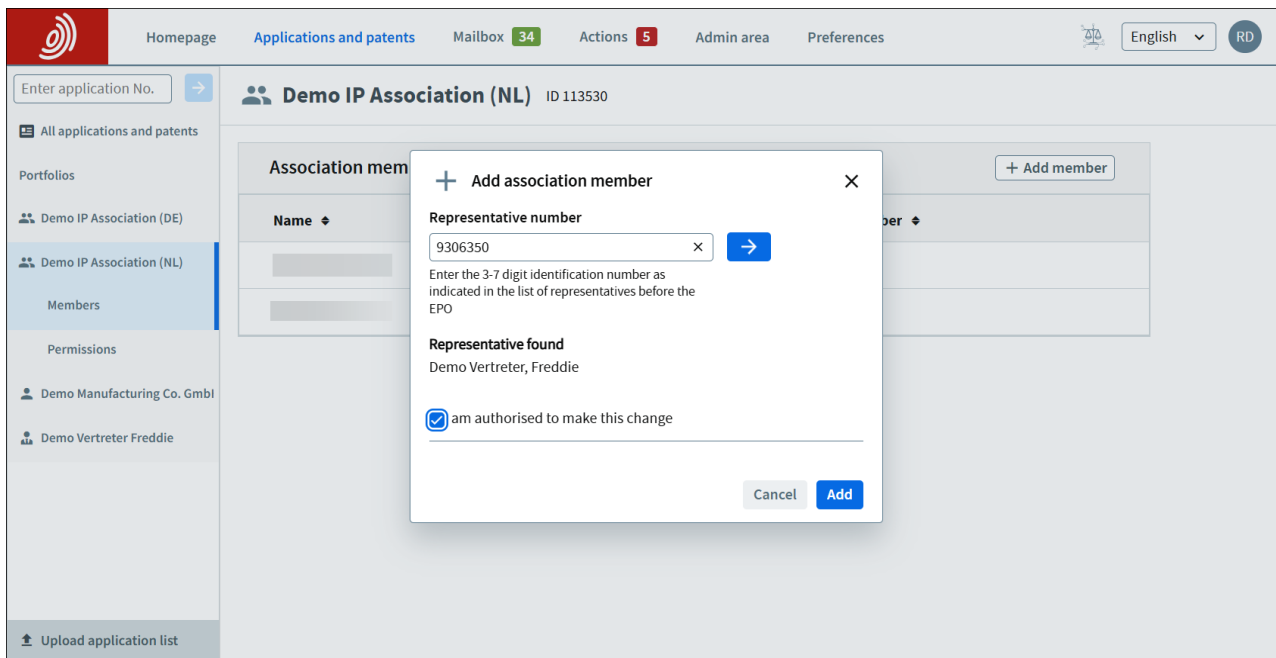 Homepage
Applications and patents
Mailbox 34
Actions 5
Admin area
Preferences
English
RD
Enter application No.
All applications and patents
Portfolios
Demo IP Association (DE)
Demo IP Association (NL)
Members
Permissions
Demo Manufacturing Co. Gmbl
Demo Vertreter Freddie
Upload application list
Demo IP Association (NL) ID 113530
Association mem
+ Add member
Name
ber
Add association member
Representative number
9306350
Enter the 3-7 digit identification number as
indicated in the list of representatives before the
EPO
Representative found
Demo Vertreter, Freddie
am authorised to make this change
Cancel
Add